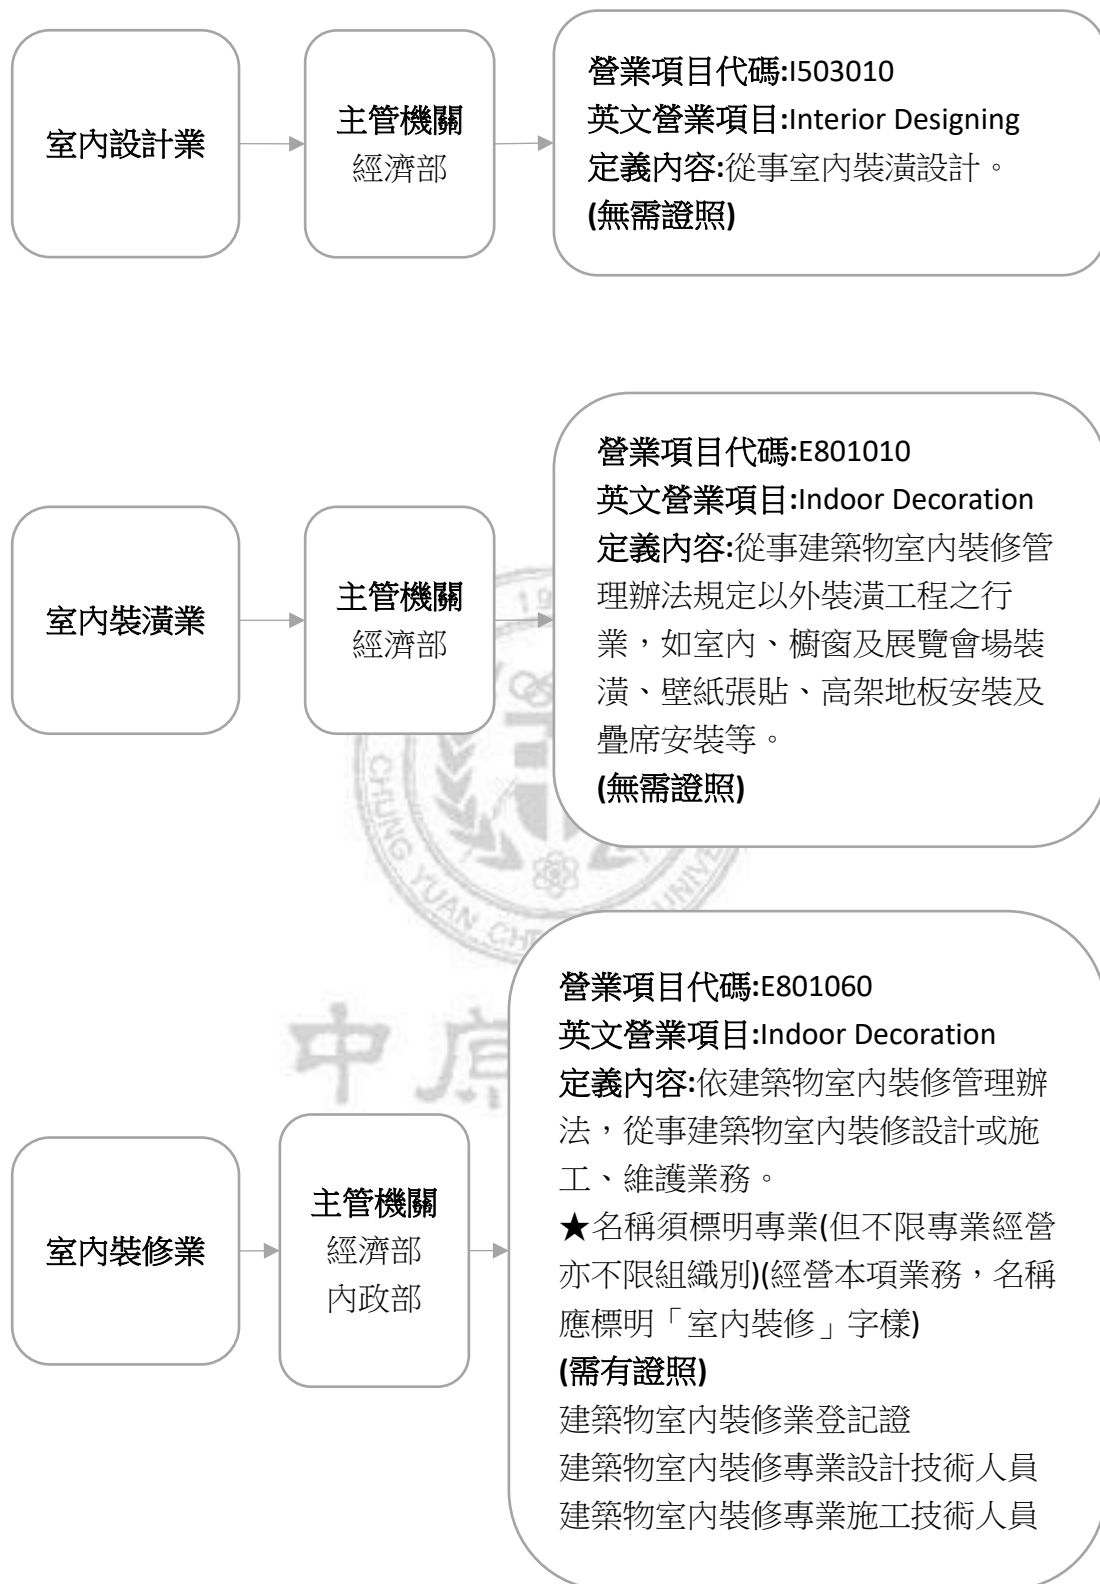 室內設計業
主管機關
經濟部
營業項目代碼:I503010
英文營業項目:Interior Designing
定義內容:從事室內裝潢設計。
(無需證照)
室內裝潢業
主管機關
經濟部
營業項目代碼:E801010
英文營業項目:Indoor Decoration
定義內容:從事建築物室內裝修管
理辦法規定以外裝潢工程之行
業，如室內、櫥窗及展覽會場裝
潢、壁紙張貼、高架地板安裝及
疊席安裝等。
(無需證照)
CHUNG YUAN
中原
室內裝修業
主管機關
經濟部
內政部
營業項目代碼:E801060
英文營業項目:Indoor Decoration
定義內容:依建築物室內裝修管理辦
法，從事建築物室內裝修設計或施
工、維護業務。
★名稱須標明專業(但不限專業經營
亦不限組織別)(經營本項業務，名稱
應標明「室內裝修」字樣)
(需有證照)
建築物室內裝修業登記證
建築物室內裝修專業設計技術人員
建築物室內裝修專業施工技術人員